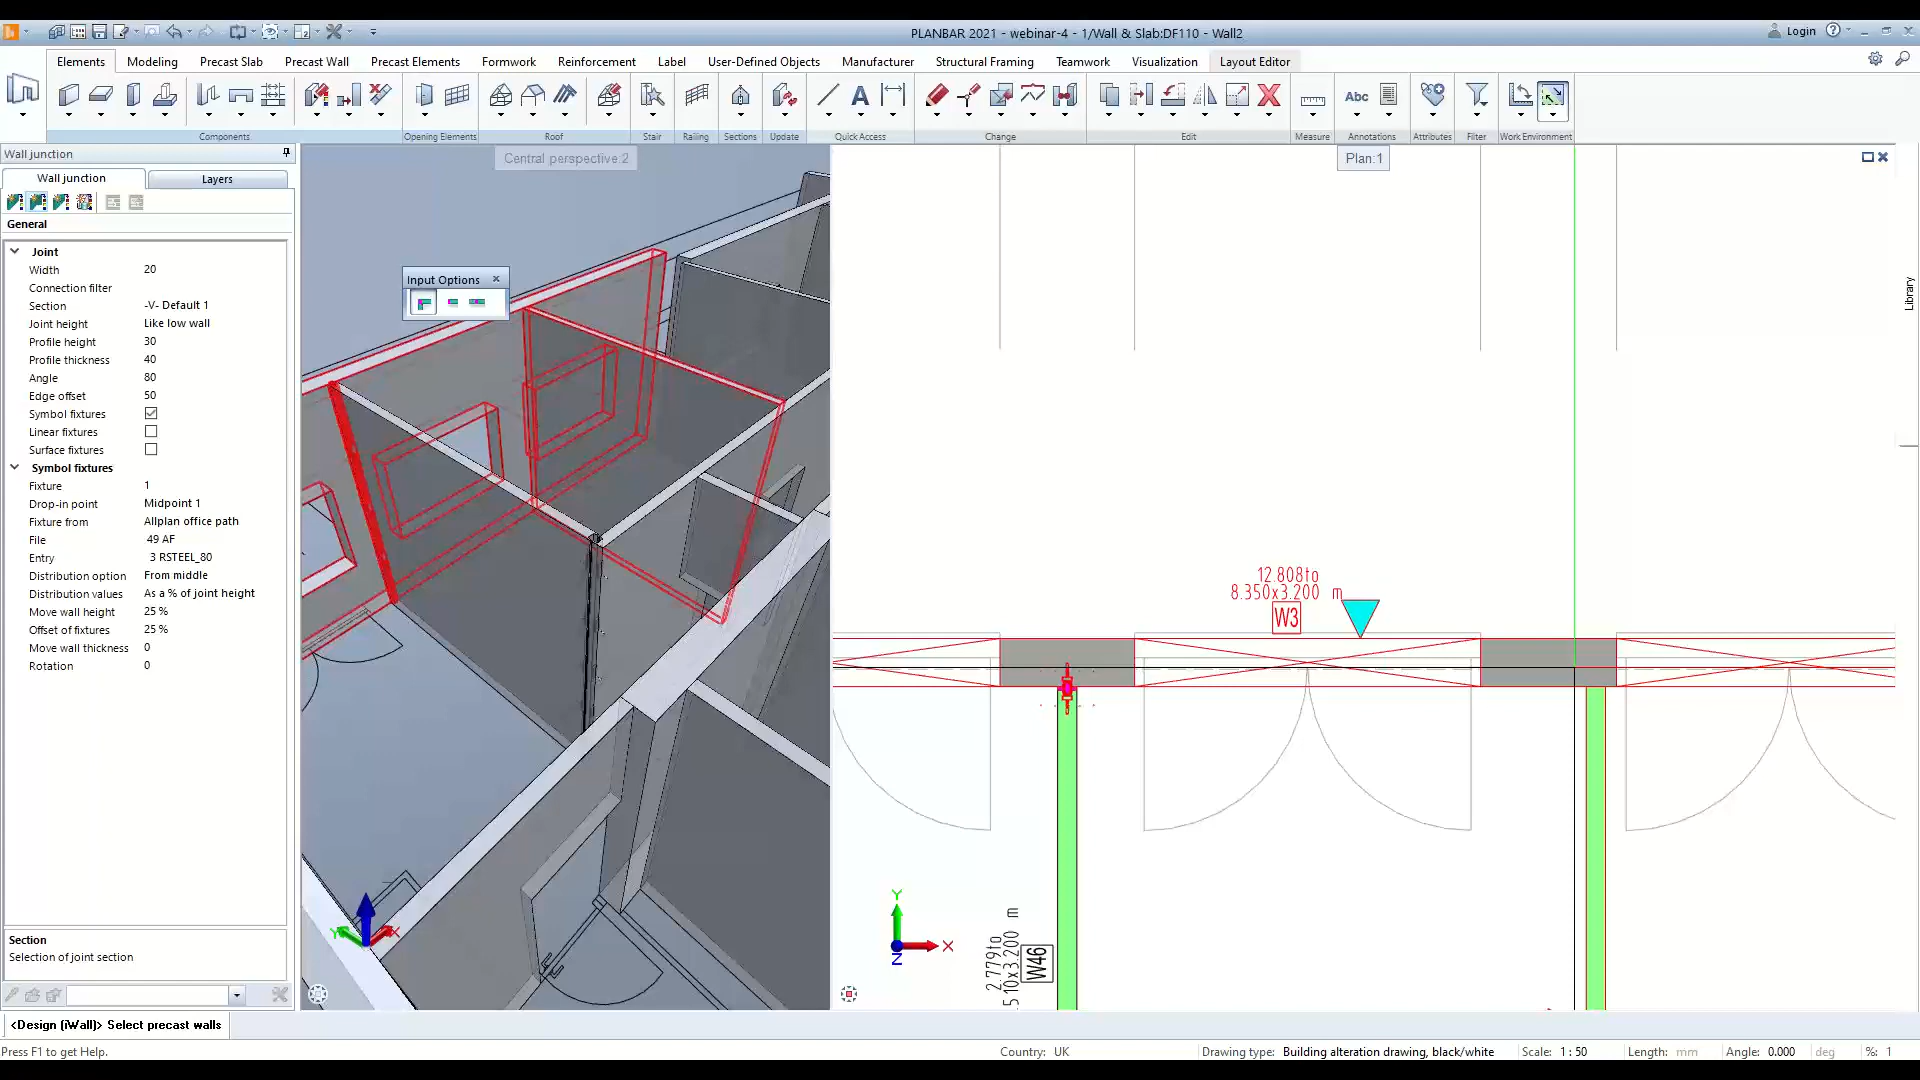 PLANBAR 2021 - webinar-4 - 1/Wall & Slab:DF110 - Wall2
Login
Elements Modeling Precast Slab Precast Wall Precast Elements Formwork Reinforcement Label User-Defined Objects Manufacturer Structural Framing Teamwork Visualization Layout Editor
Abc
Components Opening Elements Roof Stair Railing Sections Update Quick Access Change Edit Measure Annotations Attributes Filter Work Environment
Wall junction
Wall junction Layers
General
Joint
Width 20
Connection filter
Section -V- Default 1
Joint height Like low wall
Profile height 30
Profile thickness 40
Angle 80
Edge offset 50
Symbol fixtures
Linear fixtures
Surface fixtures
Symbol fixtures
Fixture 1
Drop-in point Midpoint 1
Fixture from Allplan office path
File 49 AF
Entry 3 RSTEEL_80
Distribution option From middle
Distribution values As a % of joint height
Move wall height 25 %
Offset of fixtures 25 %
Move wall thickness 0
Rotation 0
Section
Selection of joint section
<Design (iWall)> Select precast walls
Press F1 to get Help.
Central perspective:2
Input Options
Y X
Plan:1
Library
12.808to
8.350x3.200 m
W3
Y
X
Z
2.779to
5 10x3.200 m
W46
Country: UK
Drawing type: Building alteration drawing, black/white
Scale: 1 : 50
Length: mm
Angle: 0.000 deg
%: 1